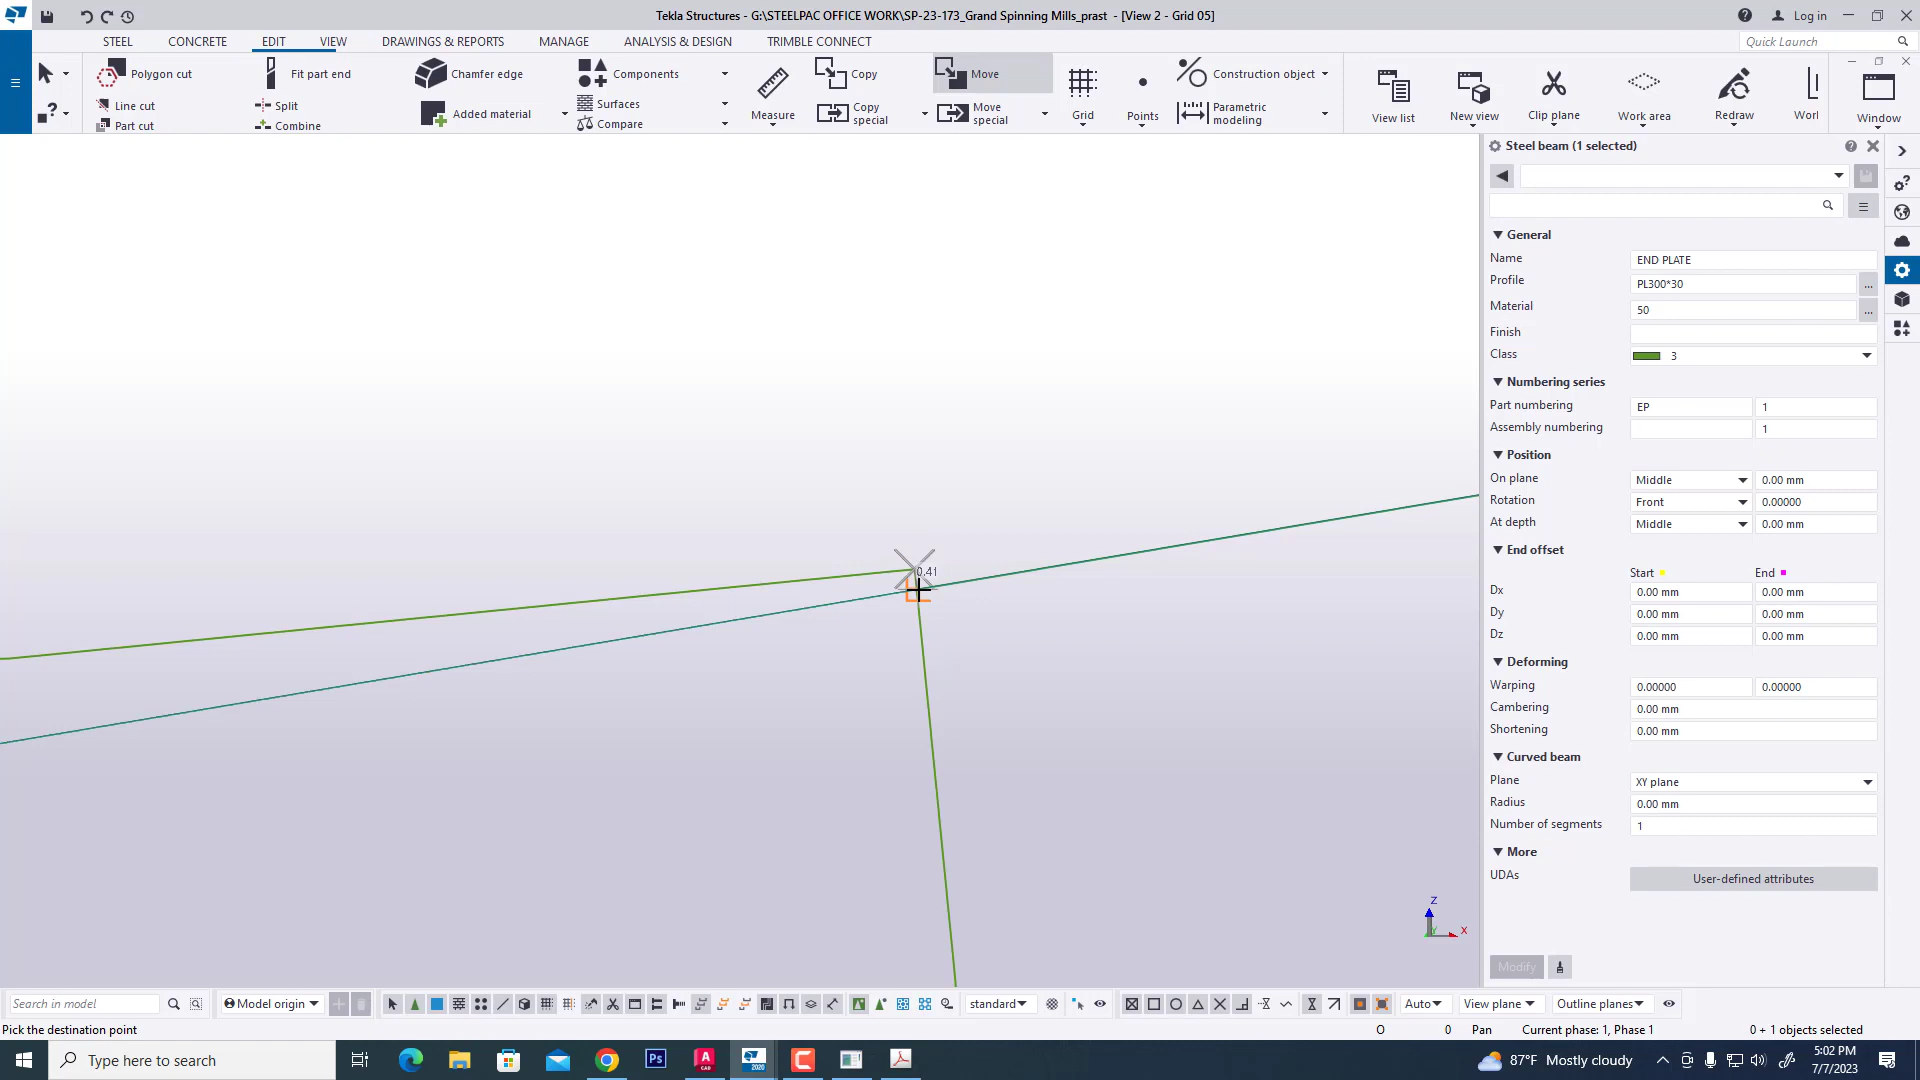 Tekla Structures - G:\STEELPAC OFFICE WORK\SP-23-173_Grand Spinning Mills_prast - [View 2 - Grid 05]
Log in
STEEL
CONCRETE
EDIT
VIEW
DRAWINGS & REPORTS
MANAGE
ANALYSIS & DESIGN
TRIMBLE CONNECT
Quick Launch
Polygon cut
Line cut
Part cut
Fit part end
Split
Combine
Chamfer edge
Added material
Components
Surfaces
Compare
Measure
Copy
Copy special
Move
Move special
Grid
Points
Construction object
Parametric modeling
View list
New view
Clip plane
Work area
Redraw
Worl
Window
Steel beam (1 selected)
General
Name END PLATE
Profile PL300*30 ...
Material 50 ...
Finish
Class 3
Numbering series
Part numbering EP 1
Assembly numbering 1
Position
On plane Middle 0.00 mm
Rotation Front 0.00000
At depth Middle 0.00 mm
End offset
Start End
Dx 0.00 mm 0.00 mm
Dy 0.00 mm 0.00 mm
Dz 0.00 mm 0.00 mm
Deforming
Warping 0.00000 0.00000
Cambering 0.00 mm
Shortening 0.00 mm
Curved beam
Plane XY plane
Radius 0.00 mm
Number of segments 1
More
UDAs User-defined attributes
Modify
0.41
Z
Y
X
Search in model
Model origin
standard
Auto
View plane
Outline planes
Pick the destination point
O 0 Pan Current phase: 1, Phase 1 0 + 1 objects selected
Type here to search
87°F Mostly cloudy
5:02 PM
7/7/2023